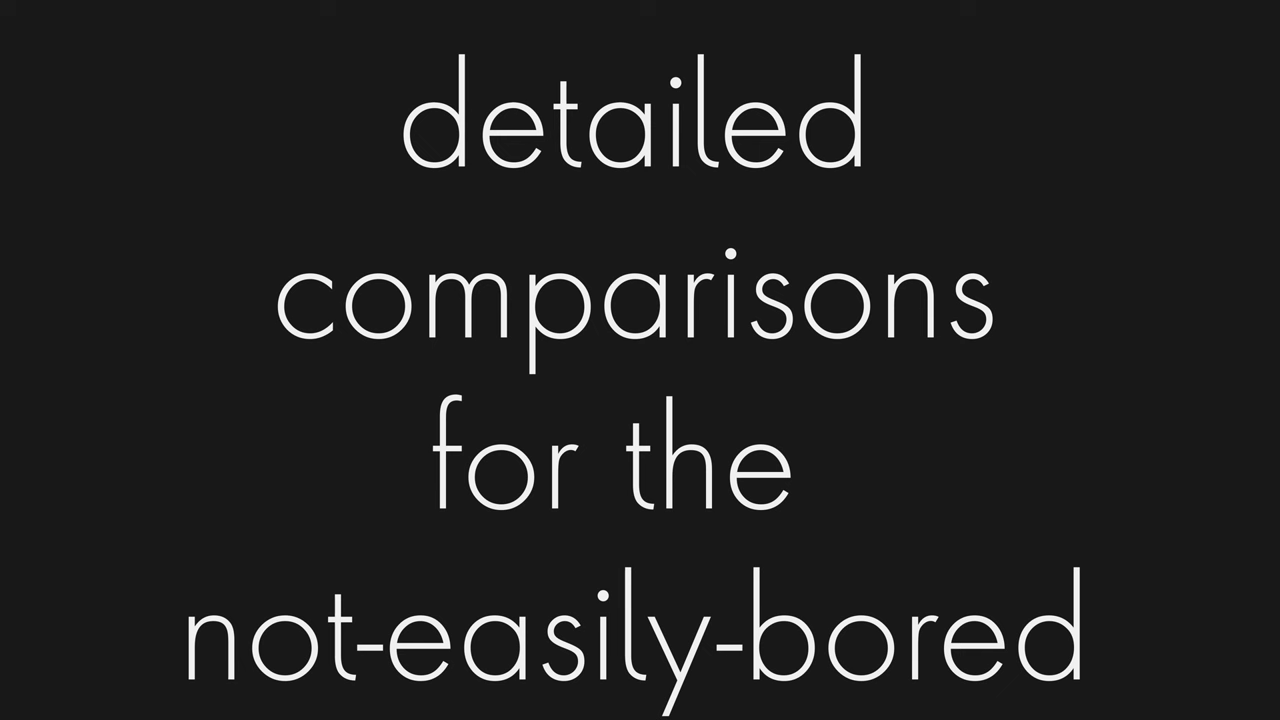 detailed
comparisons
for the
not-easily-bored